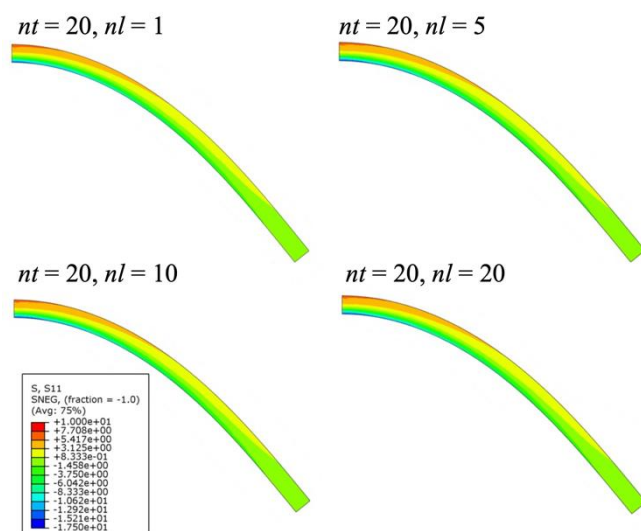 nt = 20, nl = 1
nt = 20, nl = 5
nt = 20, nl = 10
nt = 20, nl = 20
S, S11
SNEG, (fraction = -1.0)
(Avg: 75%)
+1.000e+01
+7.708e+00
+5.417e+00
+3.125e+00
+8.333e-01
-1.458e+00
-3.750e+00
-6.042e+00
-8.333e+00
-1.062e+01
-1.292e+01
-1.521e+01
-1.750e+01